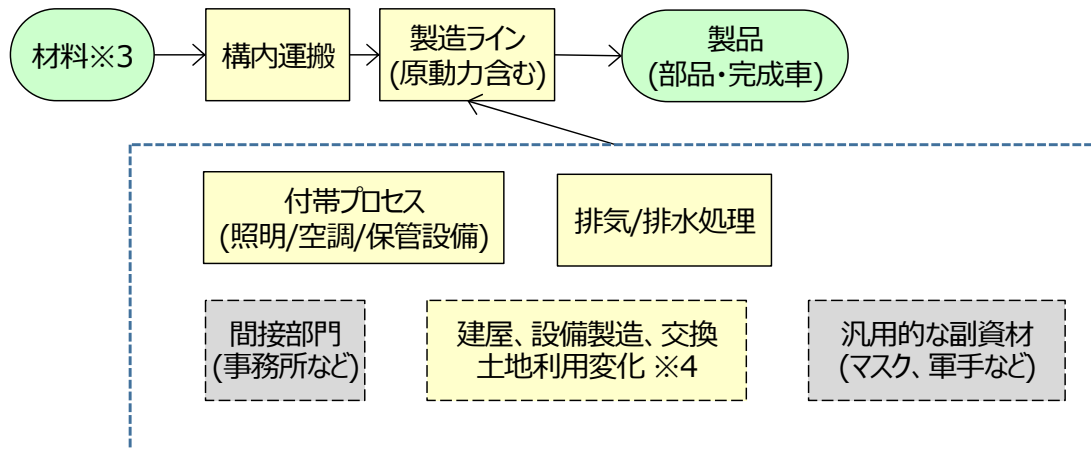 材料※3
構内運搬
製造ライン
(原動力含む)
製品
(部品・完成車)
付帯プロセス
(照明/空調/保管設備)
排気/排水処理
間接部門
(事務所など)
建屋、設備製造、交換
土地利用変化 ※4
汎用的な副資材
(マスク、軍手など)